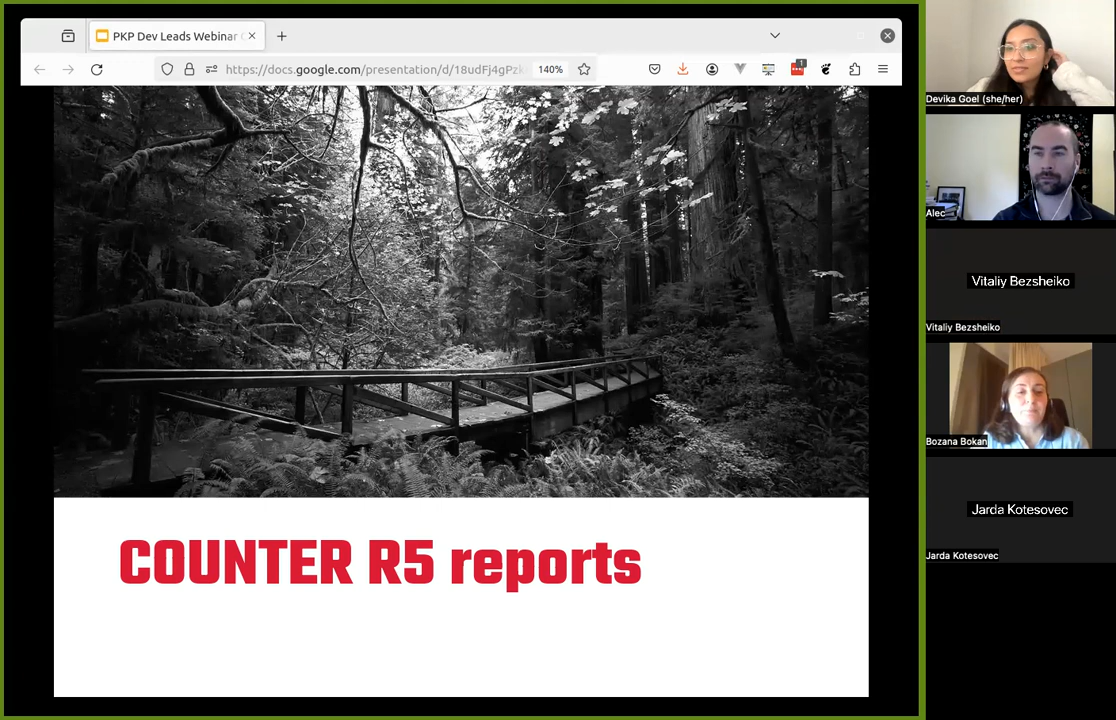 PKP Dev Leads Webinar
https://docs.google.com/presentation/d/18udFj4gPzk
140%
1
COUNTER R5 reports
Devika Goel (she/her)
Alec
Vitaliy Bezsheiko
Vitaliy Bezsheiko
Bozana Bokan
Jarda Kotesovec
Jarda Kotesovec